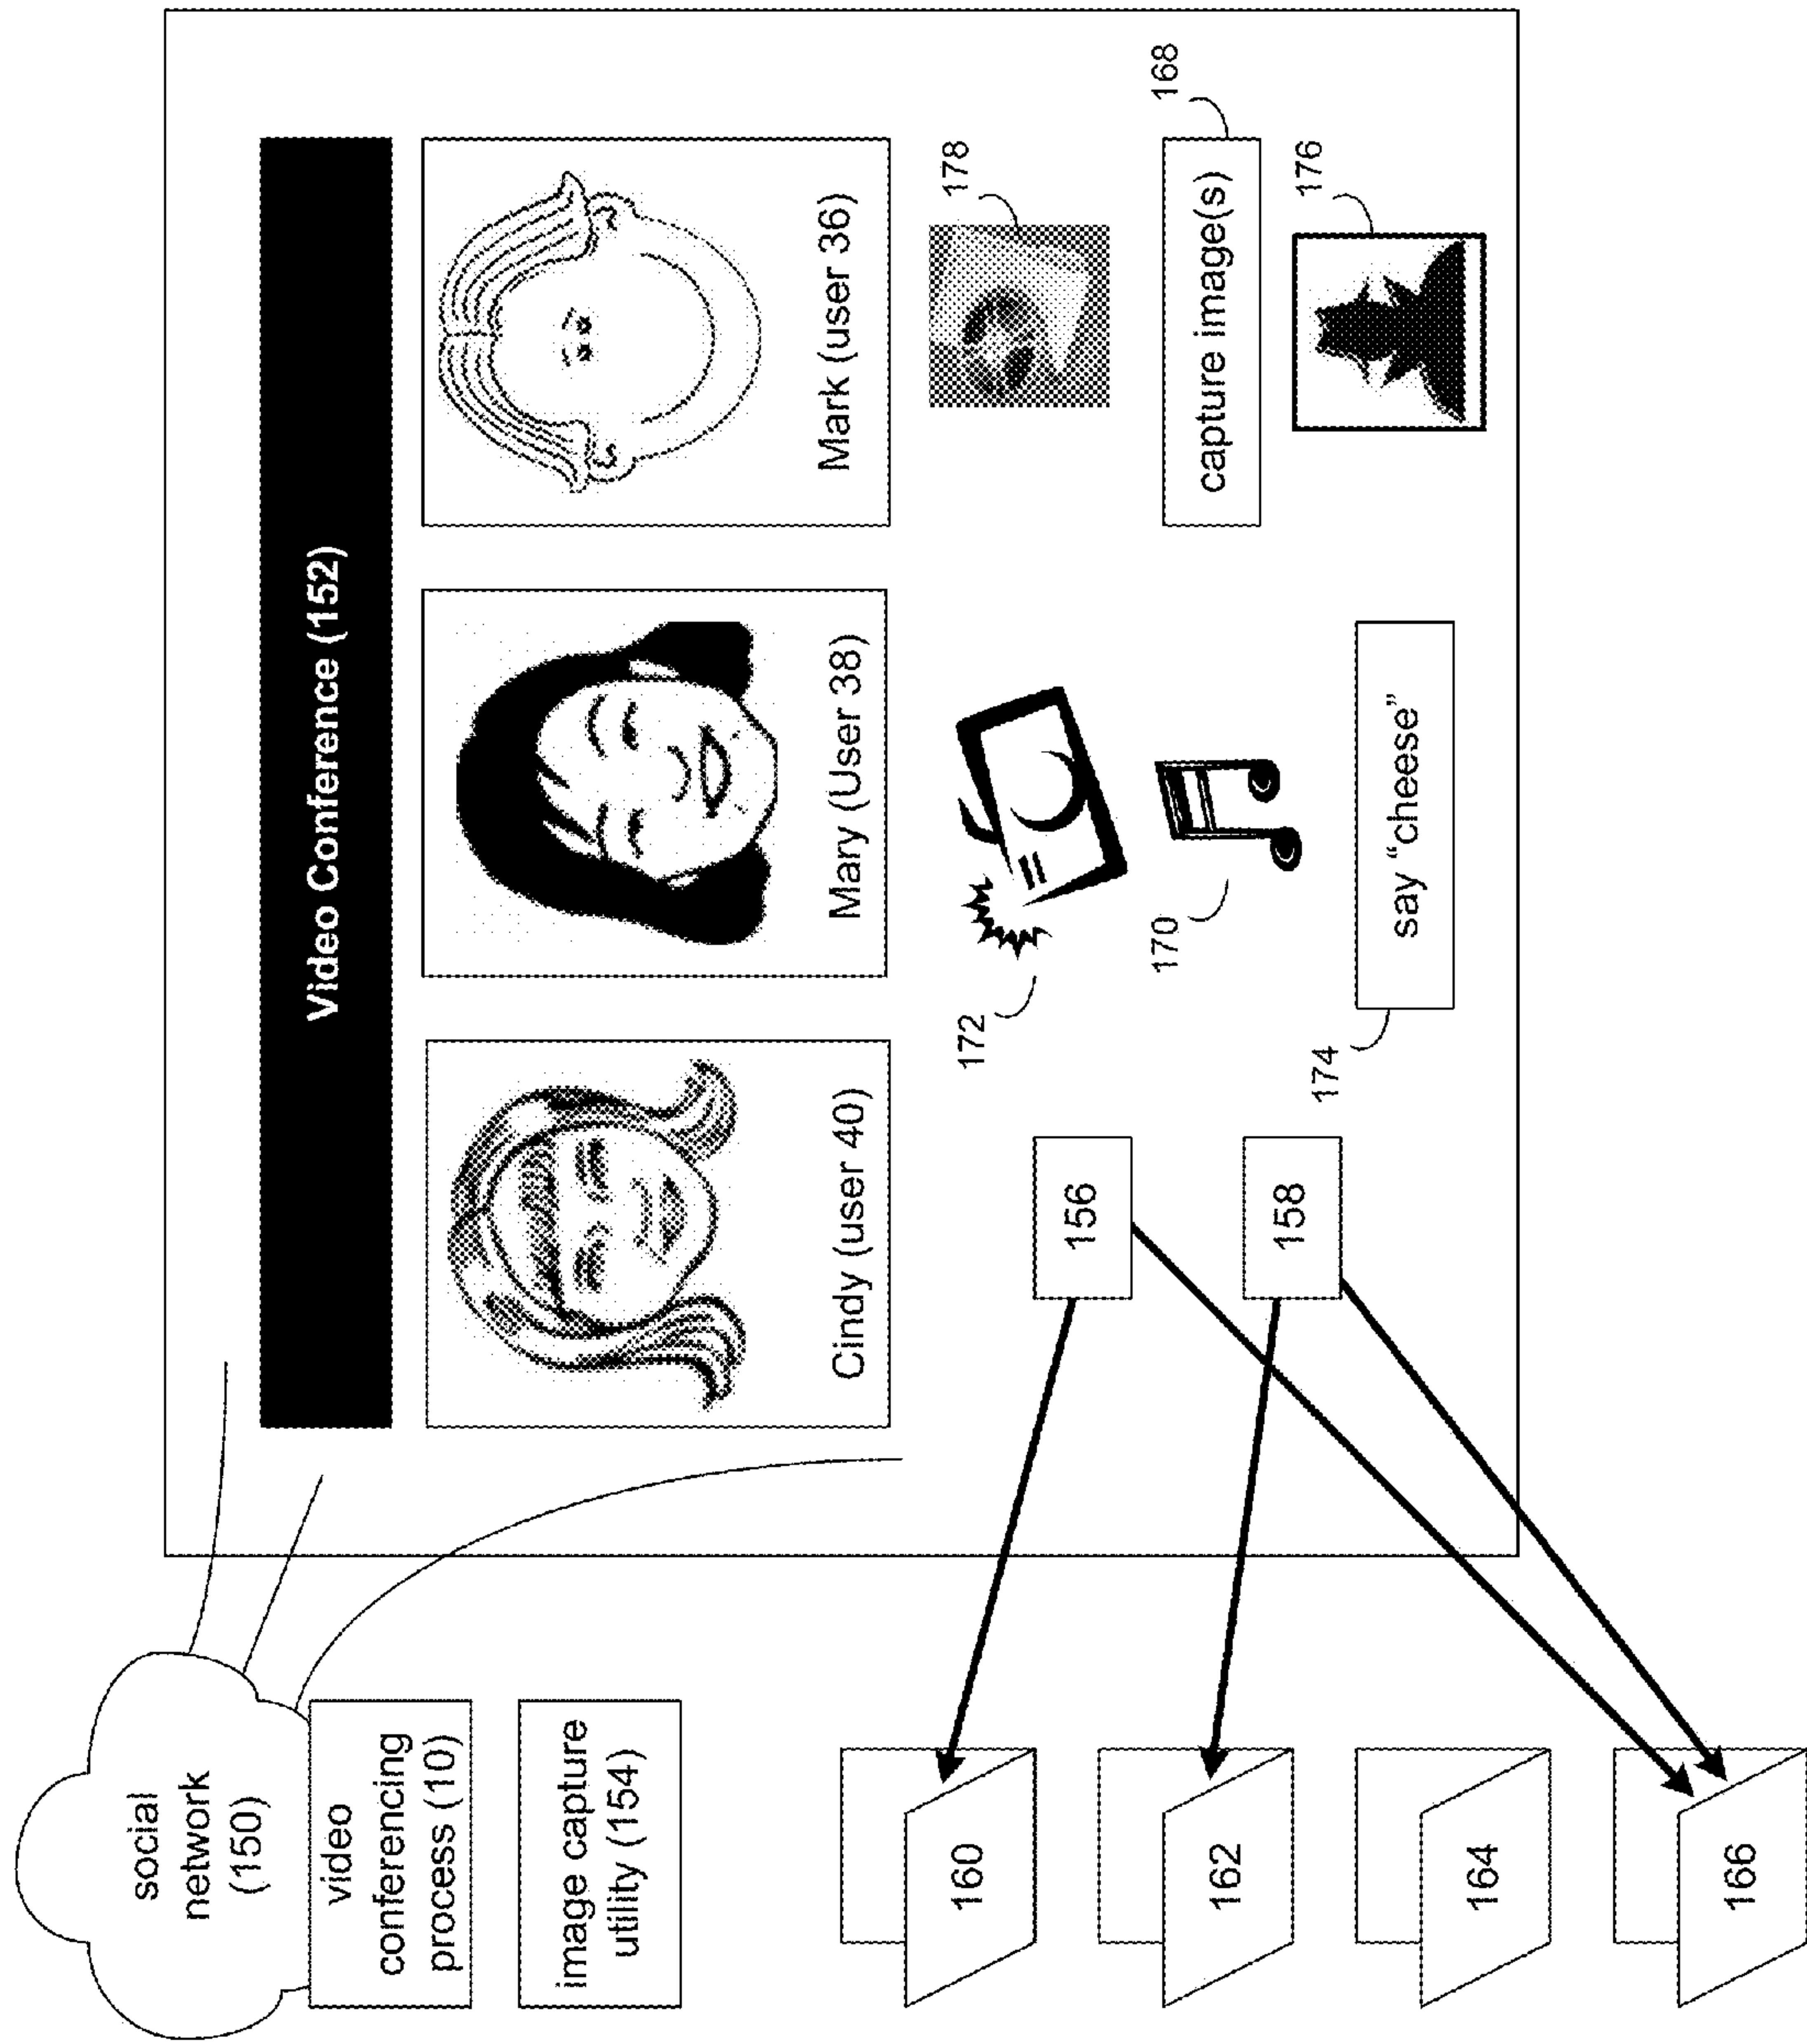 social
network
(150)
video
conferencing
process (10)
image capture
utility (154)
Video Conference (152)
Cindy (user 40)
Mary (User 38)
Mark (user 36)
160
162
164
166
156
158
172
170
174
say “cheese”
178
168
capture image(s)
176